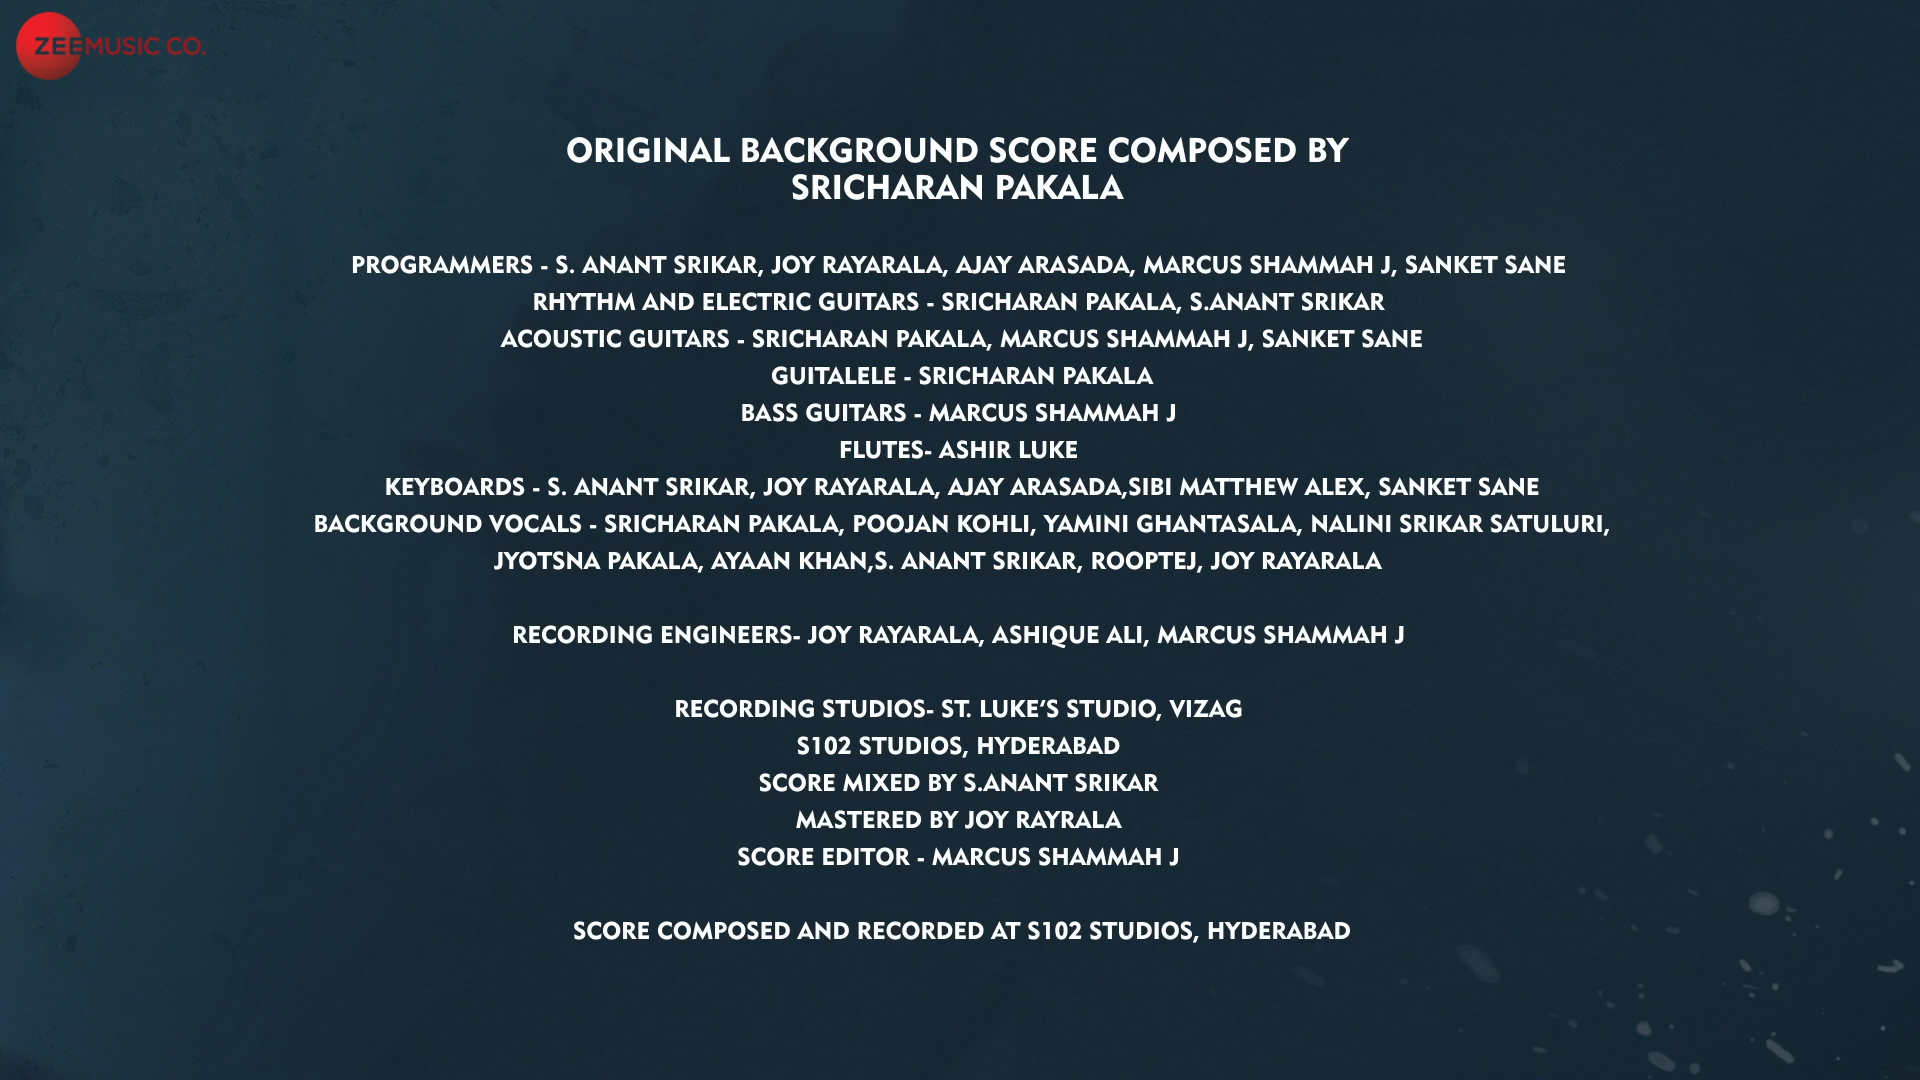 ZEEMUSIC CO.
ORIGINAL BACKGROUND SCORE COMPOSED BY
SRICHARAN PAKALA
PROGRAMMERS - S. ANANT SRIKAR, JOY RAYARALA, AJAY ARASADA, MARCUS SHAMMAH J, SANKET SANE
RHYTHM AND ELECTRIC GUITARS - SRICHARAN PAKALA, S.ANANT SRIKAR
ACOUSTIC GUITARS - SRICHARAN PAKALA, MARCUS SHAMMAH J, SANKET SANE
GUITALELE - SRICHARAN PAKALA
BASS GUITARS - MARCUS SHAMMAH J
FLUTES- ASHIR LUKE
KEYBOARDS - S. ANANT SRIKAR, JOY RAYARALA, AJAY ARASADA,SIBI MATTHEW ALEX, SANKET SANE
BACKGROUND VOCALS - SRICHARAN PAKALA, POOJAN KOHLI, YAMINI GHANTASALA, NALINI SRIKAR SATULURI,
JYOTSNA PAKALA, AYAAN KHAN,S. ANANT SRIKAR, ROOPTEJ, JOY RAYARALA
RECORDING ENGINEERS- JOY RAYARALA, ASHIQUE ALI, MARCUS SHAMMAH J
RECORDING STUDIOS- ST. LUKE'S STUDIO, VIZAG
S102 STUDIOS, HYDERABAD
SCORE MIXED BY S.ANANT SRIKAR
MASTERED BY JOY RAYRALA
SCORE EDITOR - MARCUS SHAMMAH J
SCORE COMPOSED AND RECORDED AT S102 STUDIOS, HYDERABAD